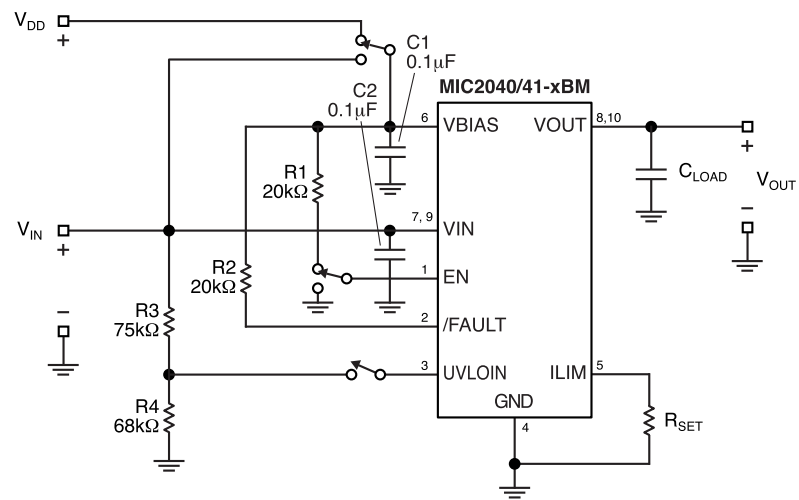 VDD
+
C1
0.1µF
C2
0.1µF
MIC2040/41-xBM
6
VBIAS
VOUT
8,10
+
CLOAD
VOUT
–
R1
20kΩ
VIN
+
7, 9
VIN
R2
20kΩ
1
EN
R3
75kΩ
–
2
/FAULT
3
UVLOIN
ILIM
5
R4
68kΩ
GND
4
RSET